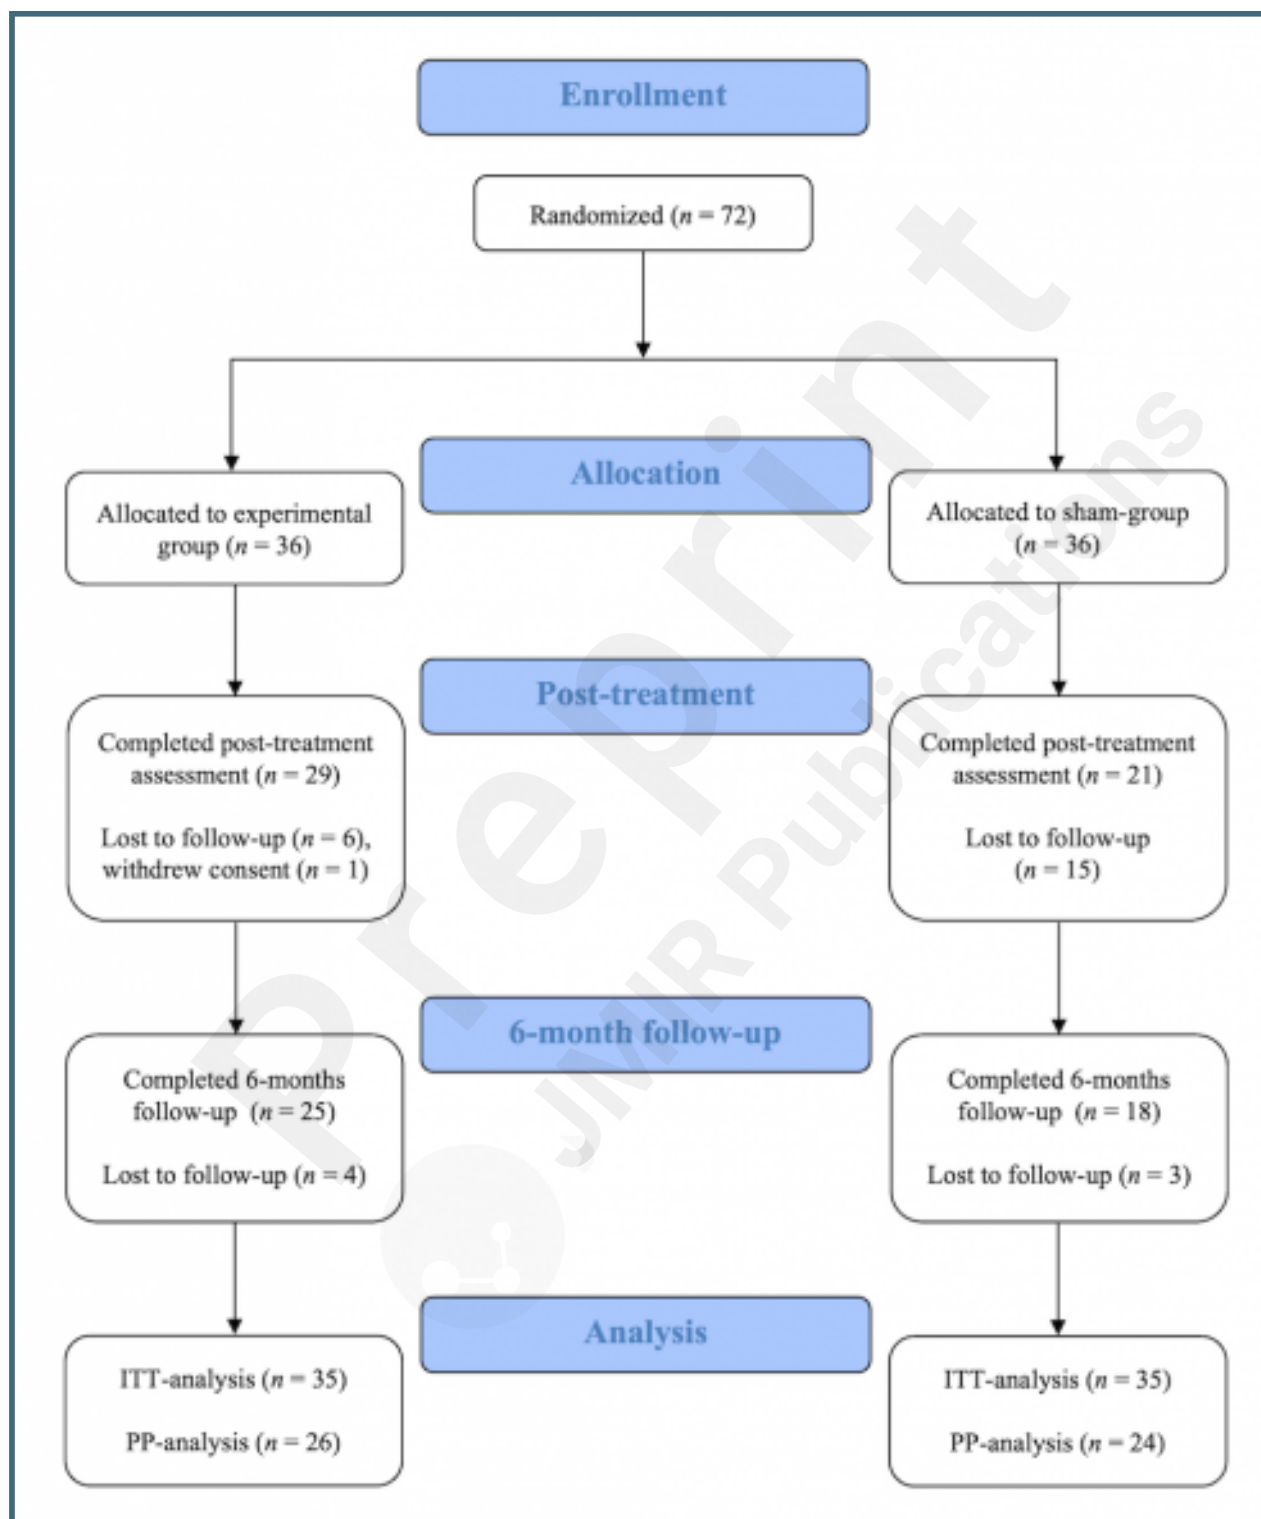 Enrollment
Randomized (n = 72)
Allocation
Allocated to experimental
group (n = 36)
Allocated to sham-group
(n = 36)
Post-treatment
Completed post-treatment
assessment (n = 29)
Lost to follow-up (n = 6),
withdrew consent (n = 1)
Completed post-treatment
assessment (n = 21)
Lost to follow-up
(n = 15)
6-month follow-up
Completed 6-months
follow-up (n = 25)
Lost to follow-up (n = 4)
Completed 6-months
follow-up (n = 18)
Lost to follow-up (n = 3)
Analysis
ITT-analysis (n = 35)
PP-analysis (n = 26)
ITT-analysis (n = 35)
PP-analysis (n = 24)
Preprint
JMIR Publications